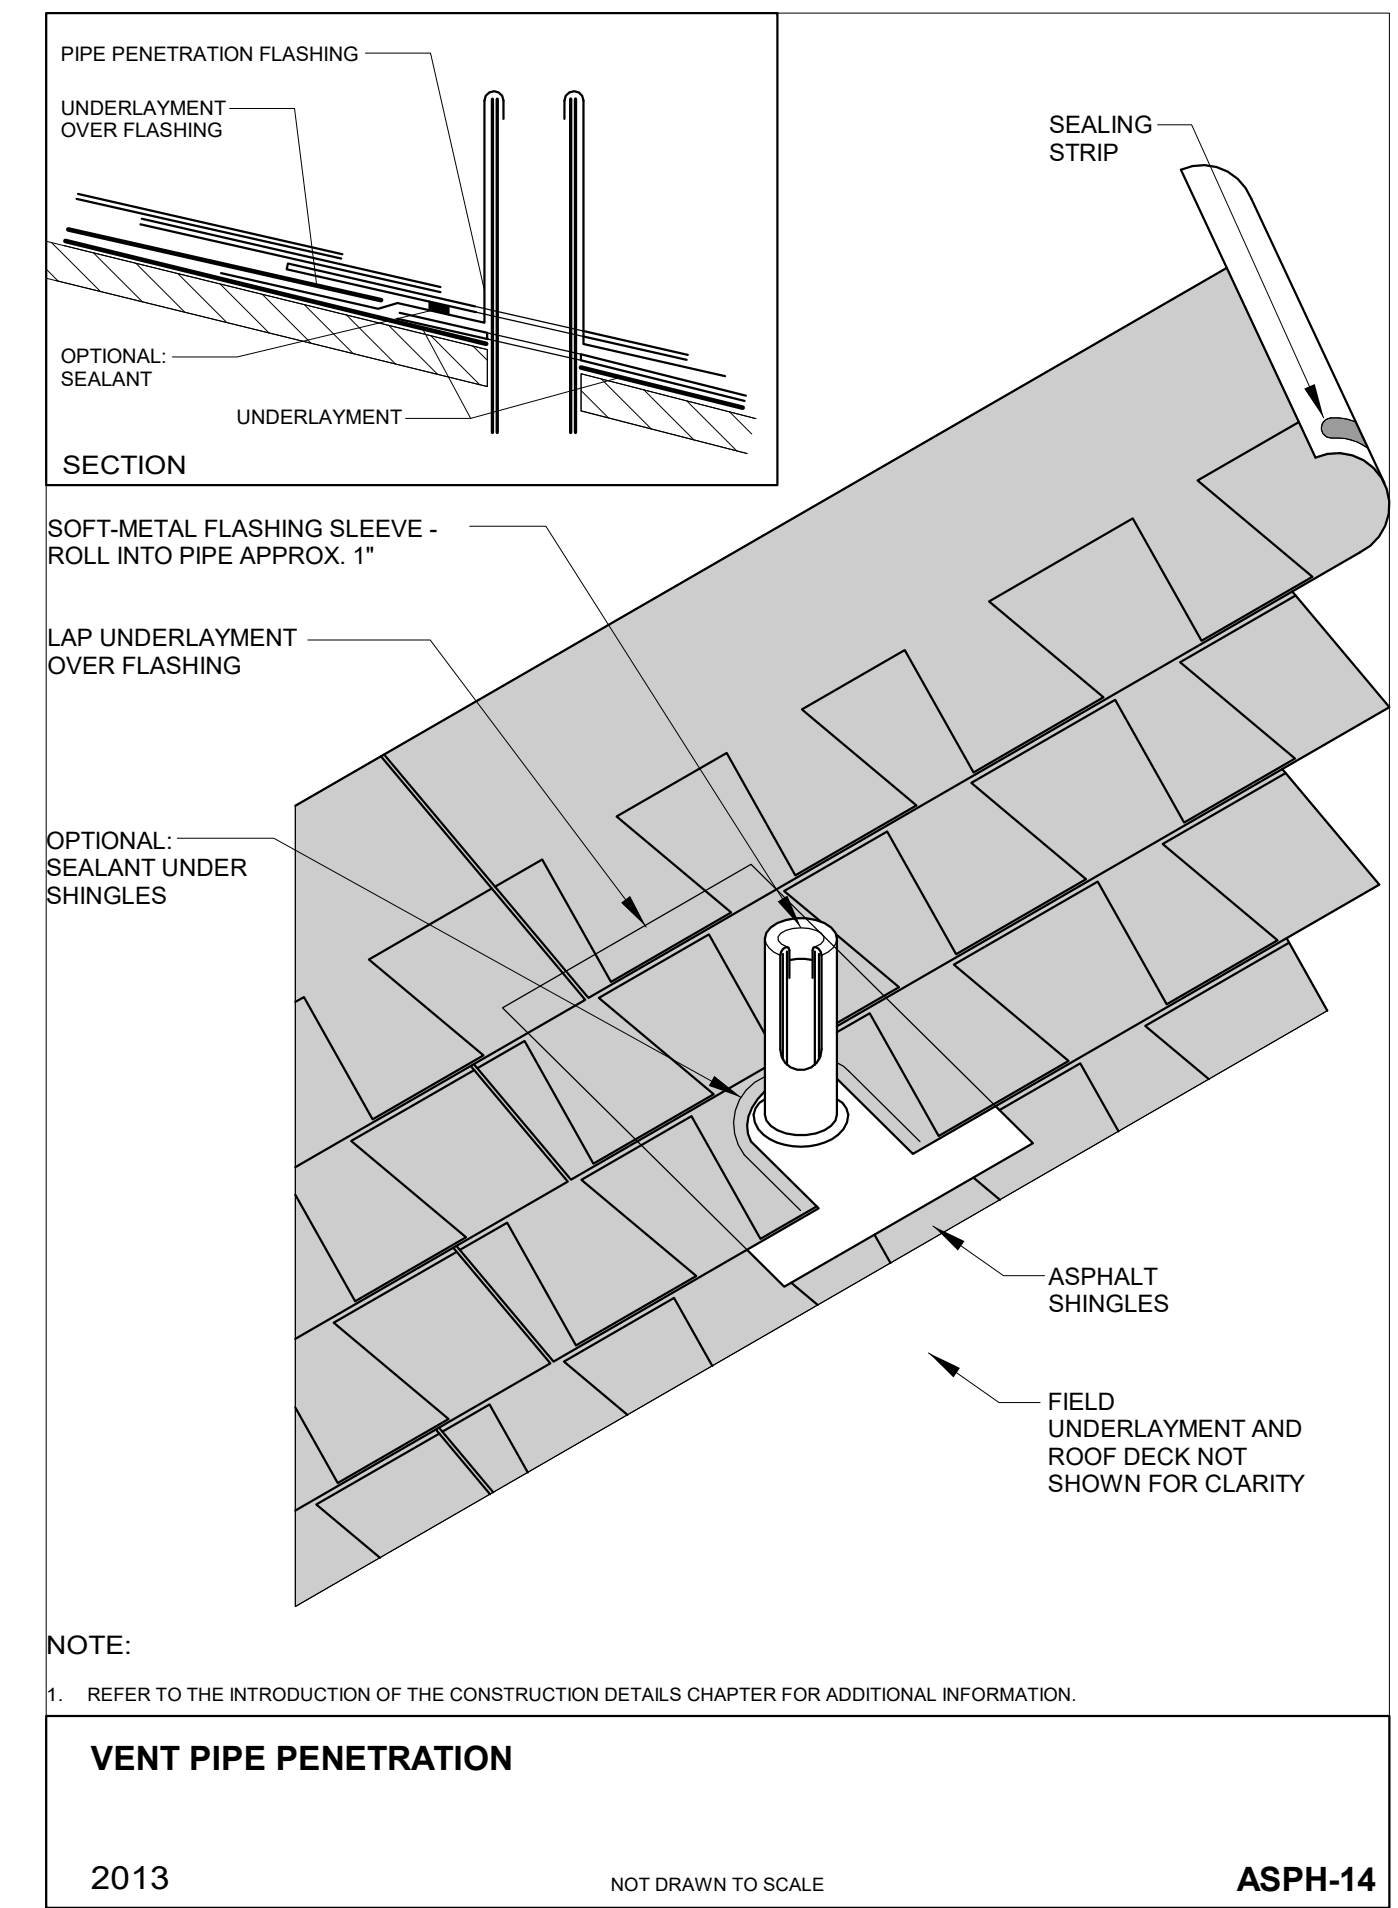 PIPE PENETRATION FLASHING
UNDERLAYMENT
OVER FLASHING
OPTIONAL:
SEALANT
UNDERLAYMENT
SECTION
SEALING
STRIP
SOFT-METAL FLASHING SLEEVE -
ROLL INTO PIPE APPROX. 1"
LAP UNDERLAYMENT
OVER FLASHING
OPTIONAL:
SEALANT UNDER
SHINGLES
ASPHALT
SHINGLES
FIELD
UNDERLAYMENT AND
ROOF DECK NOT
SHOWN FOR CLARITY
NOTE:
1. REFER TO THE INTRODUCTION OF THE CONSTRUCTION DETAILS CHAPTER FOR ADDITIONAL INFORMATION.
VENT PIPE PENETRATION
2013
NOT DRAWN TO SCALE
ASPH-14